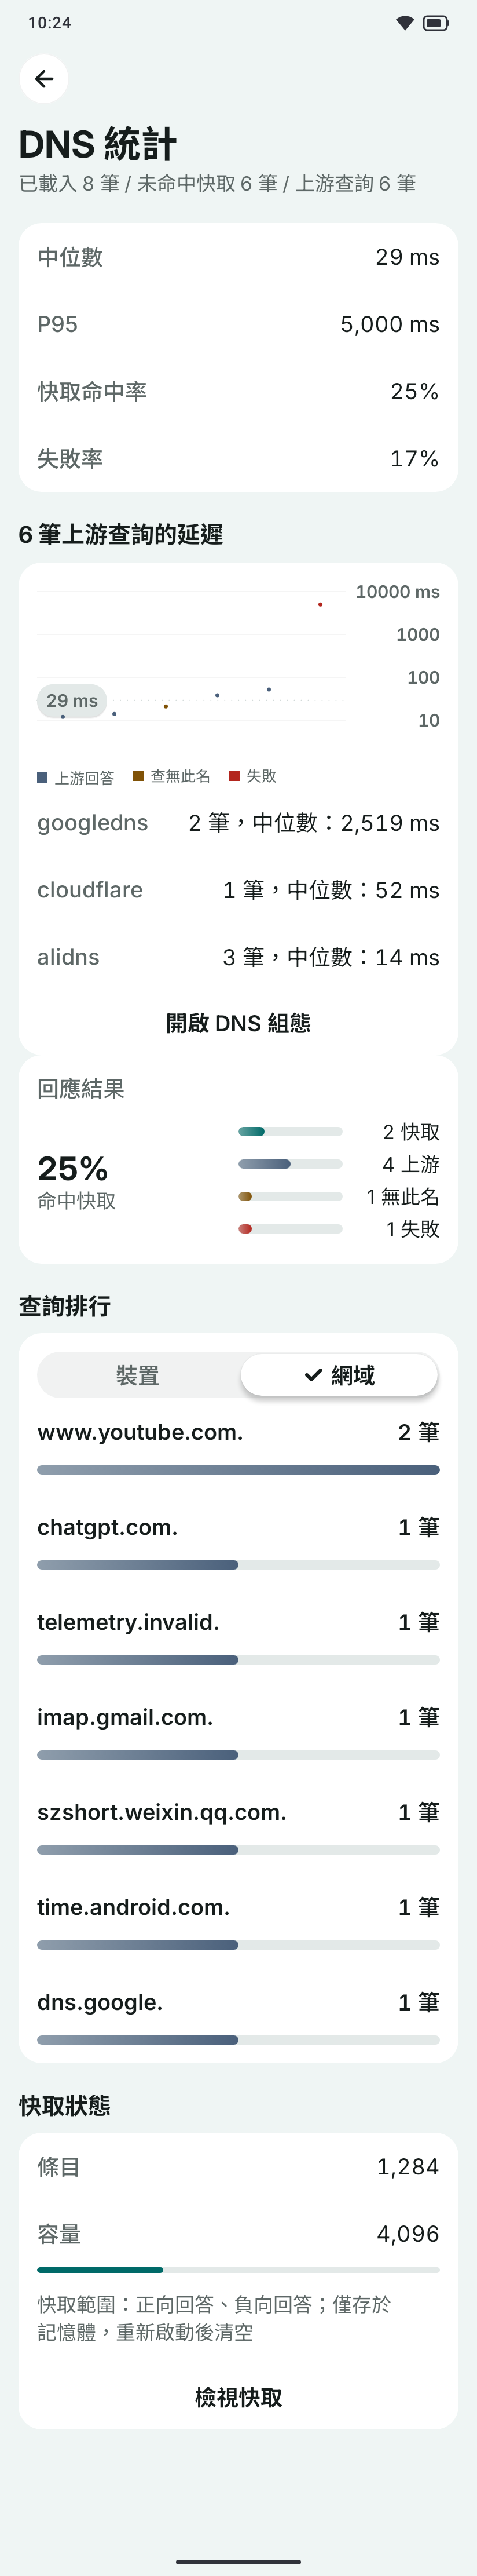 10:24
DNS 統計
已載入 8 筆 / 未命中快取 6 筆 / 上游查詢 6 筆
中位數 29 ms
P95 5,000 ms
快取命中率 25%
失敗率 17%
6 筆上游查詢的延遲
10000 ms
1000
100
29 ms
10
上游回答 查無此名 失敗
googledns 2 筆，中位數：2,519 ms
cloudflare 1 筆，中位數：52 ms
alidns 3 筆，中位數：14 ms
開啟 DNS 組態
回應結果
25%
命中快取
2 快取
4 上游
1 無此名
1 失敗
查詢排行
裝置 網域
www.youtube.com. 2 筆
chatgpt.com. 1 筆
telemetry.invalid. 1 筆
imap.gmail.com. 1 筆
szshort.weixin.qq.com. 1 筆
time.android.com. 1 筆
dns.google. 1 筆
快取狀態
條目 1,284
容量 4,096
快取範圍：正向回答、負向回答；僅存於
記憶體，重新啟動後清空
檢視快取